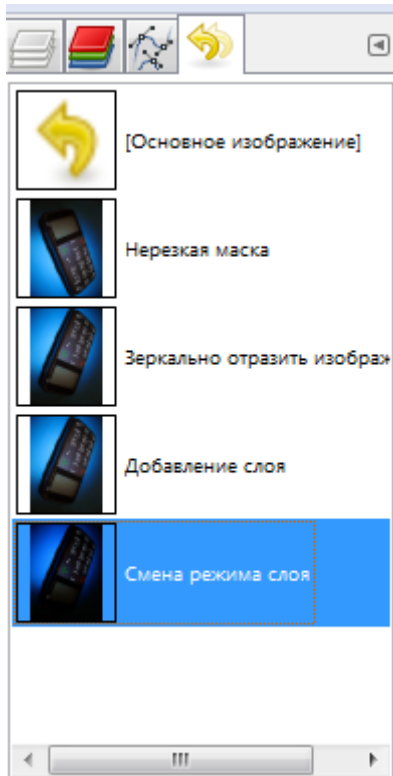 [Основное изображение]
Нерезкая маска
Зеркально отразить изображ
Добавление слоя
Смена режима слоя